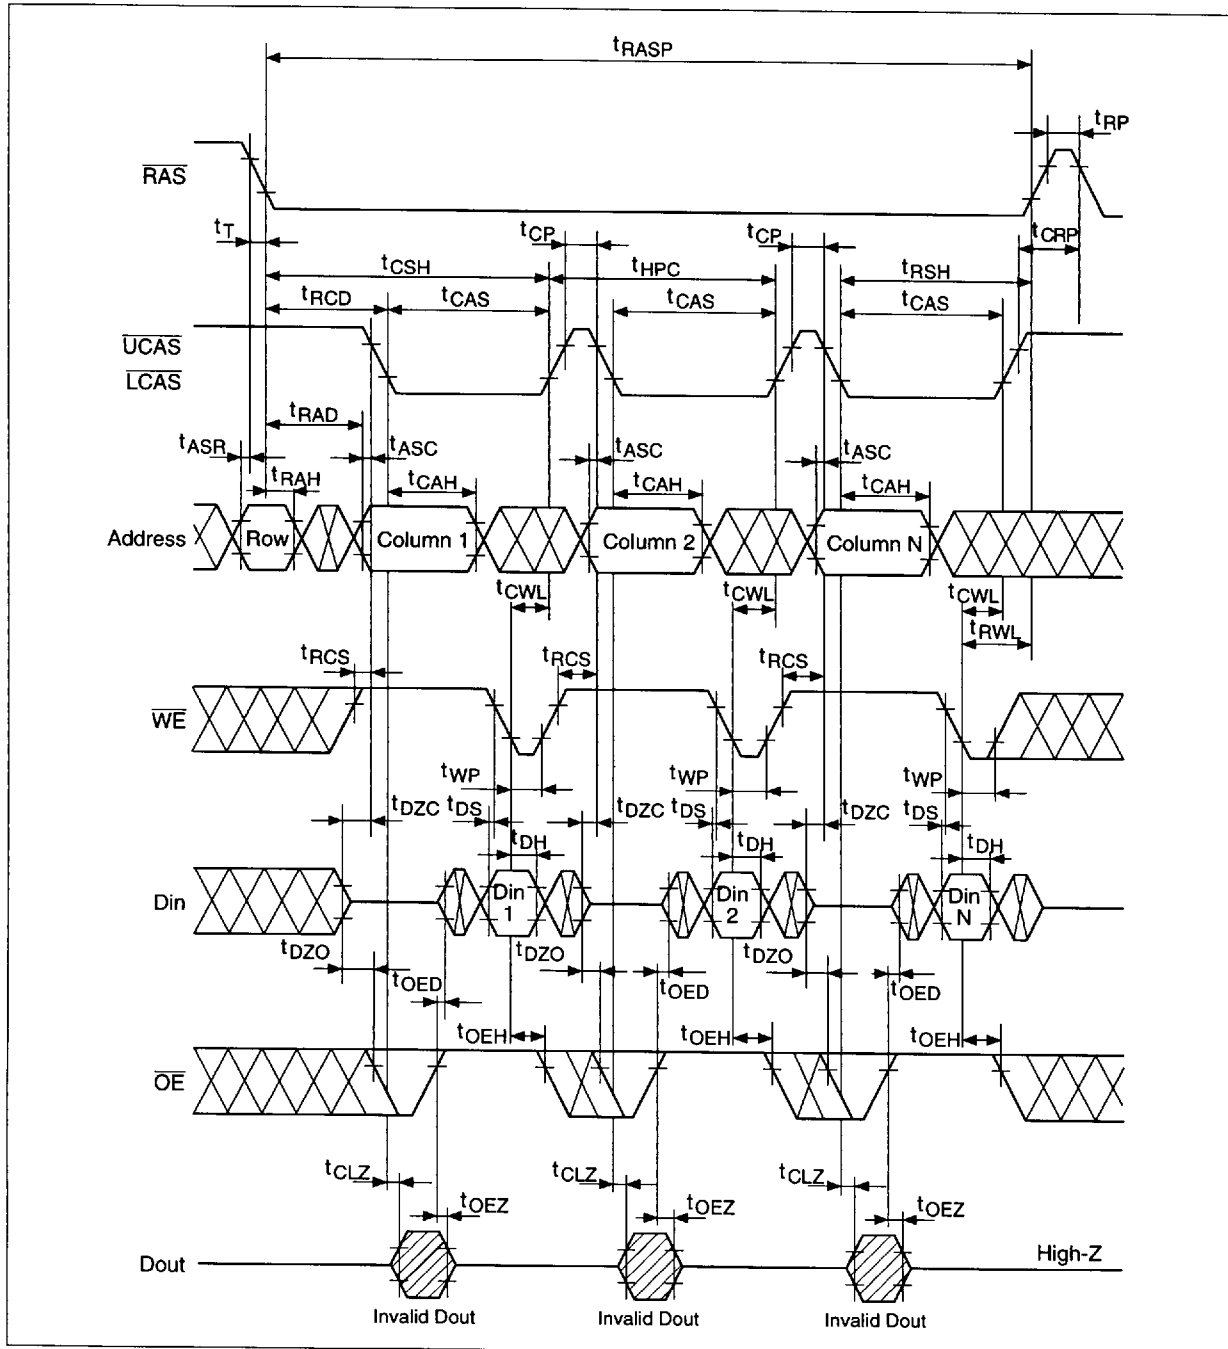 tRASP
tRP
RAS
tT
tCP
tCP
tCRP
tCSH
tHPC
tRSH
tRCD
tCAS
tCAS
tCAS
UCAS
LCAS
tRAD
tASR
tASC
tASC
tASC
tRAH
tCAH
tCAH
tCAH
Address
Row
Column 1
Column 2
Column N
tCWL
tCWL
tCWL
tRWL
tRCS
tRCS
tRCS
WE
tWP
tWP
tWP
tDZC
tDS
tDZC
tDS
tDZC
tDS
tDH
tDH
tDH
Din
Din 1
Din 2
Din N
tDZO
tDZO
tDZO
tOED
tOED
tOED
tOEH
tOEH
tOEH
OE
tCLZ
tCLZ
tCLZ
tOEZ
tOEZ
tOEZ
Dout
High-Z
Invalid Dout
Invalid Dout
Invalid Dout